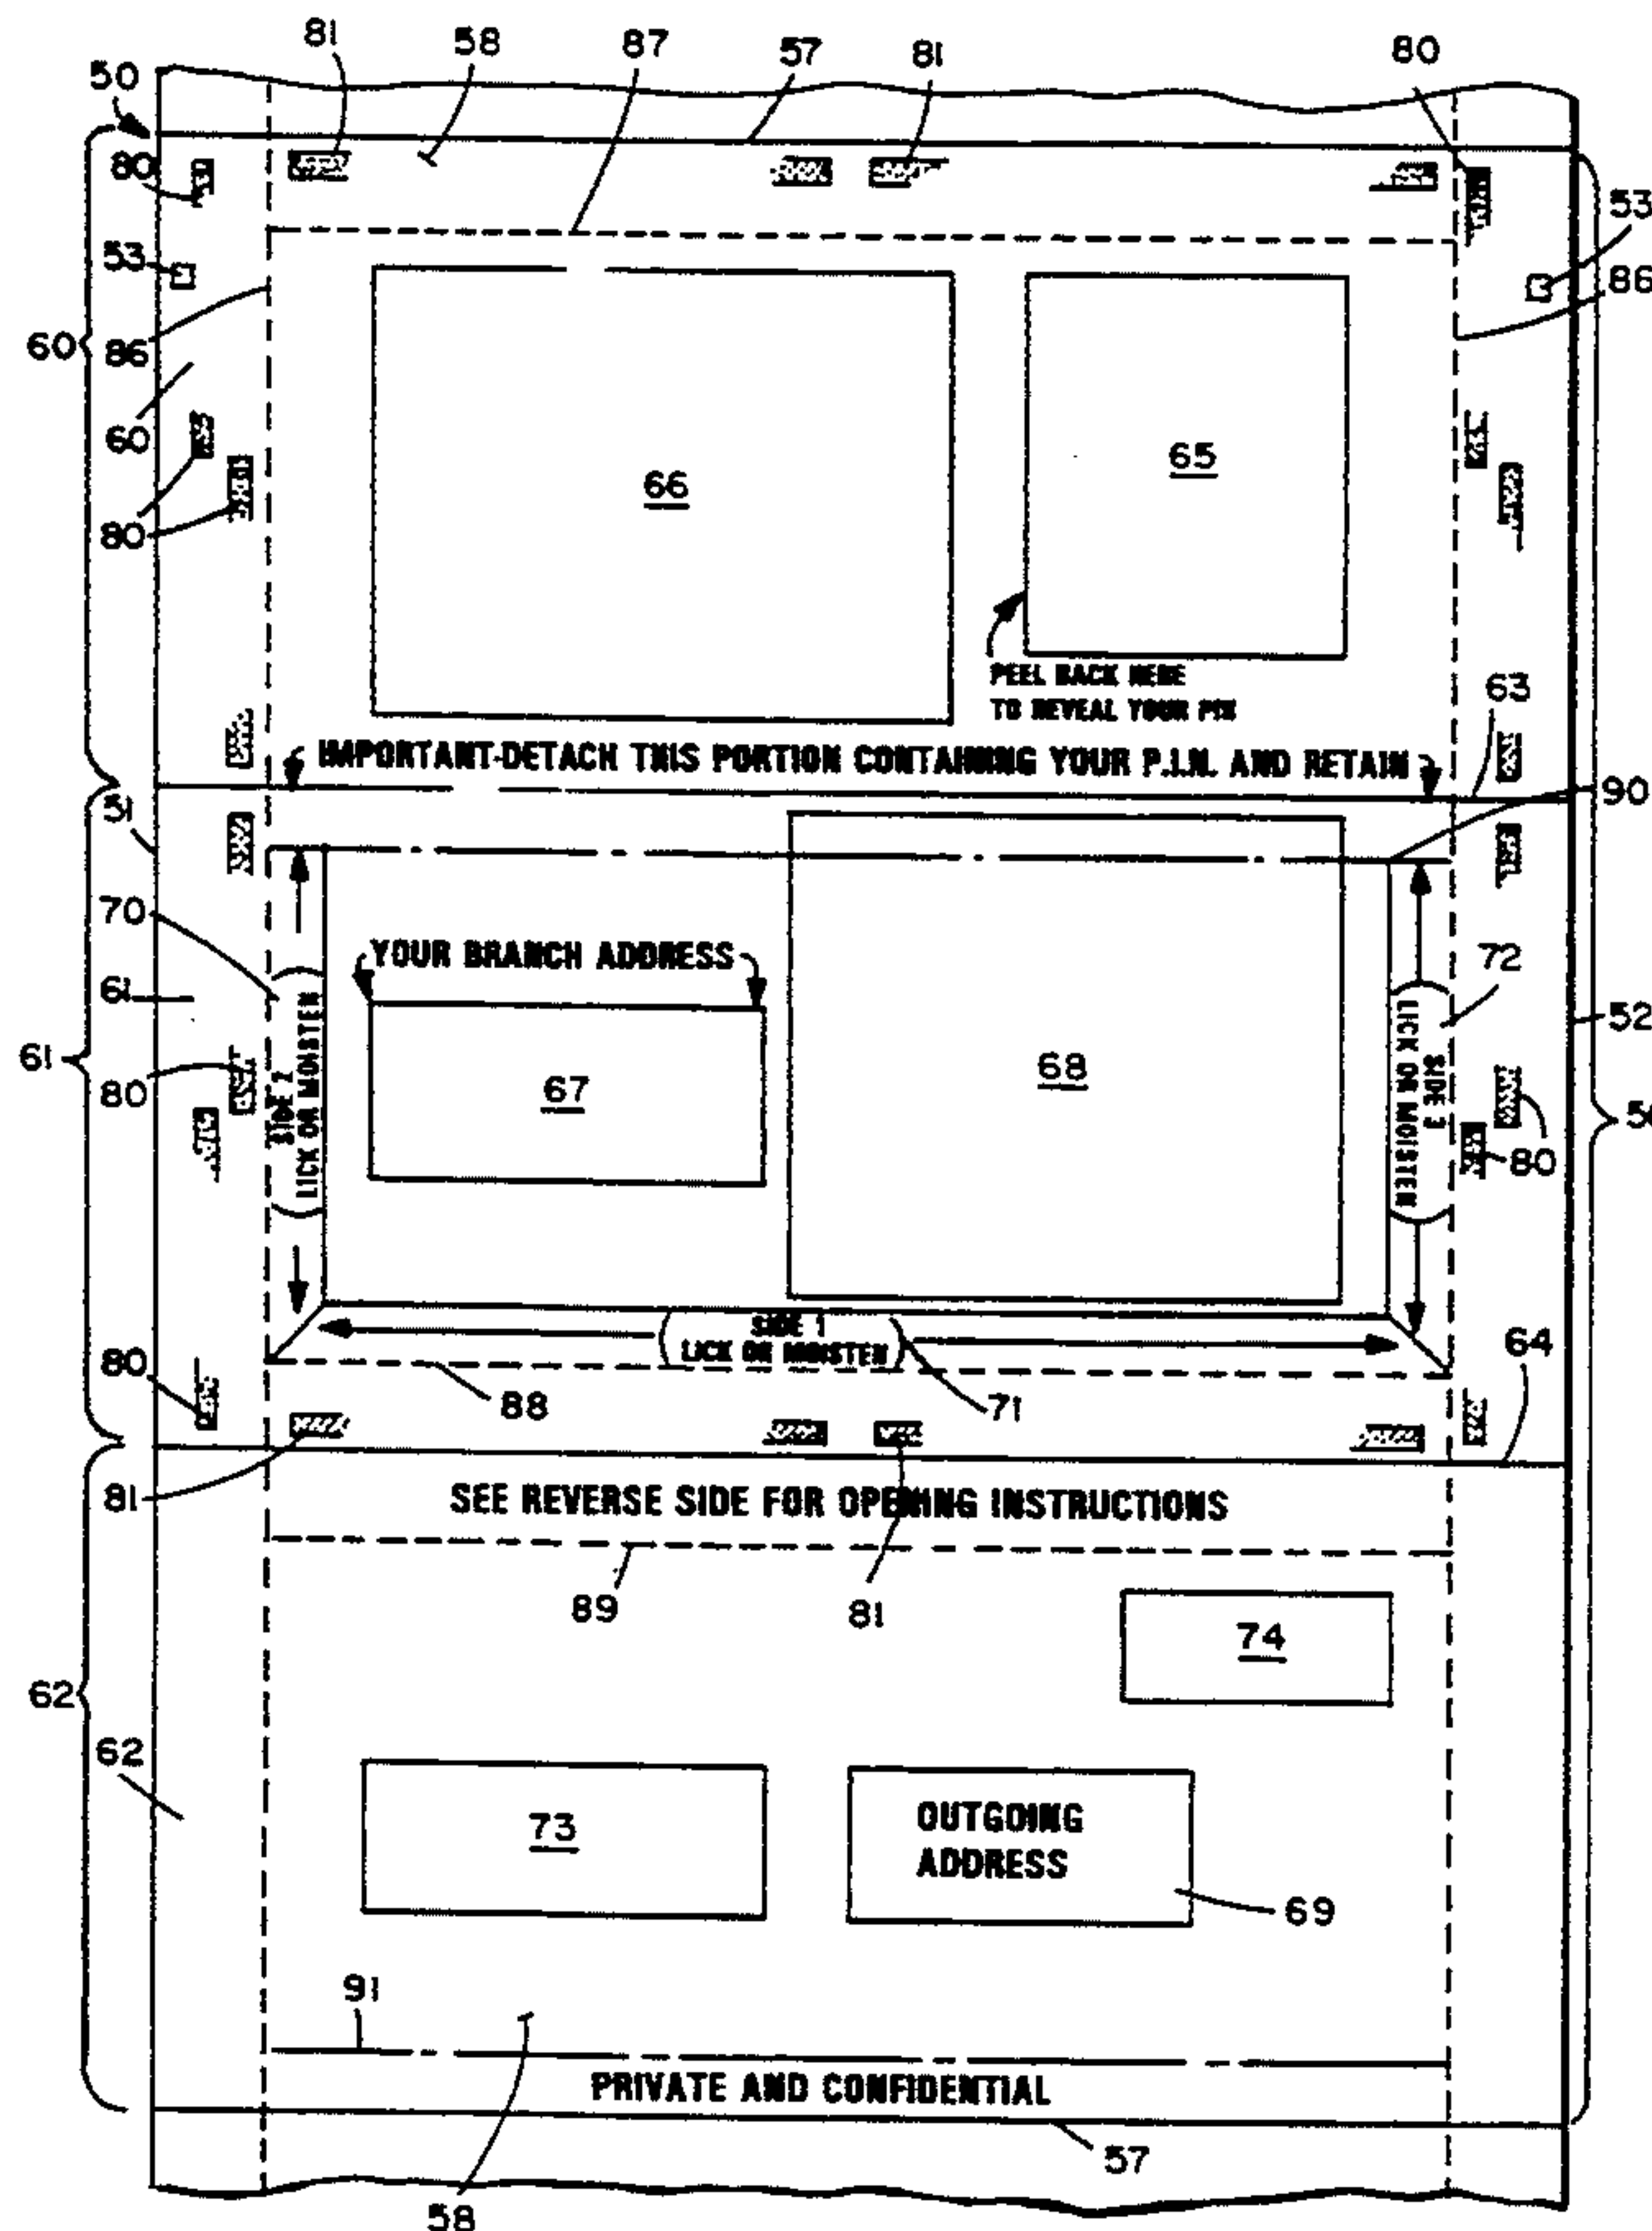 81 58 87 57 81 80
50
80
53 53
86 86
60
66 65
60
80
PEEL BACK HERE
TO REVEAL YOUR PIN
63
IMPORTANT-DETACH THIS PORTION CONTAINING YOUR P.I.N. AND RETAIN
90
51
70
YOUR BRANCH ADDRESS
72
61
52
SIDE 2
LICK OR MOISTEN
SIDE 3
LICK OR MOISTEN
61
67 68
80
80
SIDE 1
LICK OR MOISTEN
64
80
88 71
81
SEE REVERSE SIDE FOR OPENING INSTRUCTIONS
89 81
74
62
62
73
OUTGOING
ADDRESS
69
91
PRIVATE AND CONFIDENTIAL
57
58